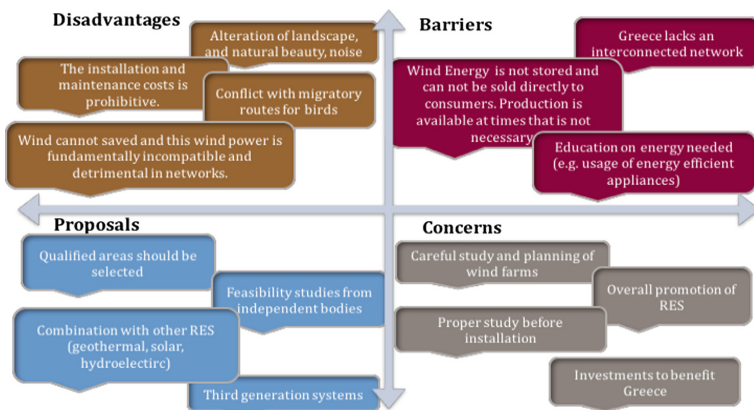 Disadvantages
Alteration of landscape,
and natural beauty, noise
The installation and
maintenance costs is
prohibitive.
Conflict with migratory
routes for birds
Wind cannot saved and this wind power is
fundamentally incompatible and
detrimental in networks.
Barriers
Greece lacks an
interconnected network
Wind Energy is not stored and
can not be sold directly to
consumers. Production is
available at times that is not
necessary
Education on energy needed
(e.g. usage of energy efficient
appliances)
Proposals
Qualified areas should be
selected
Feasibility studies from
independent bodies
Combination with other RES
(geothermal, solar,
hydroelectirc)
Third generation systems
Concerns
Careful study and planning of
wind farms
Overall promotion of
RES
Proper study before
installation
Investments to benefit
Greece